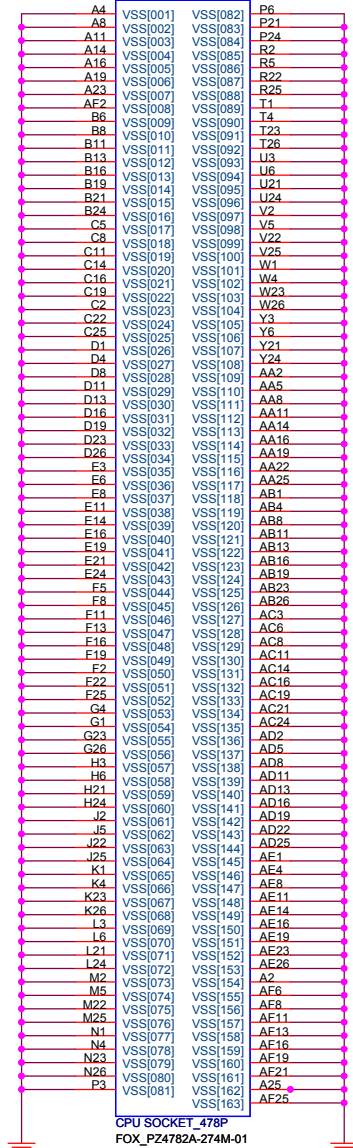 A4 VSS[001] VSS[082] P6
A8 VSS[002] VSS[083] P21
A11 VSS[003] VSS[084] P24
A14 VSS[004] VSS[085] R2
A16 VSS[005] VSS[086] R5
A19 VSS[006] VSS[087] R22
A23 VSS[007] VSS[088] R25
AF2 VSS[008] VSS[089] T1
B6 VSS[009] VSS[090] T4
B8 VSS[010] VSS[091] T23
B11 VSS[011] VSS[092] T26
B13 VSS[012] VSS[093] U3
B16 VSS[013] VSS[094] U6
B19 VSS[014] VSS[095] U21
B21 VSS[015] VSS[096] U24
B24 VSS[016] VSS[097] V2
C5 VSS[017] VSS[098] V5
C8 VSS[018] VSS[099] V22
C11 VSS[019] VSS[100] V25
C14 VSS[020] VSS[101] W1
C16 VSS[021] VSS[102] W4
C19 VSS[022] VSS[103] W23
C2 VSS[023] VSS[104] W26
C22 VSS[024] VSS[105] Y3
C25 VSS[025] VSS[106] Y6
D1 VSS[026] VSS[107] Y21
D4 VSS[027] VSS[108] Y24
D8 VSS[028] VSS[109] AA2
D11 VSS[029] VSS[110] AA5
D13 VSS[030] VSS[111] AA8
D16 VSS[031] VSS[112] AA11
D19 VSS[032] VSS[113] AA14
D23 VSS[033] VSS[114] AA16
D26 VSS[034] VSS[115] AA19
E3 VSS[035] VSS[116] AA22
E6 VSS[036] VSS[117] AA25
E8 VSS[037] VSS[118] AB1
E11 VSS[038] VSS[119] AB4
E14 VSS[039] VSS[120] AB8
E16 VSS[040] VSS[121] AB11
E19 VSS[041] VSS[122] AB13
E21 VSS[042] VSS[123] AB16
E24 VSS[043] VSS[124] AB19
F5 VSS[044] VSS[125] AB23
F8 VSS[045] VSS[126] AB26
F11 VSS[046] VSS[127] AC3
F13 VSS[047] VSS[128] AC6
F16 VSS[048] VSS[129] AC8
F19 VSS[049] VSS[130] AC11
F2 VSS[050] VSS[131] AC14
F22 VSS[051] VSS[132] AC16
F25 VSS[052] VSS[133] AC19
G4 VSS[053] VSS[134] AC21
G1 VSS[054] VSS[135] AC24
G23 VSS[055] VSS[136] AD2
G26 VSS[056] VSS[137] AD5
H3 VSS[057] VSS[138] AD8
H6 VSS[058] VSS[139] AD11
H21 VSS[059] VSS[140] AD13
H24 VSS[060] VSS[141] AD16
J2 VSS[061] VSS[142] AD19
J5 VSS[062] VSS[143] AD22
J22 VSS[063] VSS[144] AD25
J25 VSS[064] VSS[145] AE1
K1 VSS[065] VSS[146] AE4
K4 VSS[066] VSS[147] AE8
K23 VSS[067] VSS[148] AE11
K26 VSS[068] VSS[149] AE14
L3 VSS[069] VSS[150] AE16
L6 VSS[070] VSS[151] AE19
L21 VSS[071] VSS[152] AE23
L24 VSS[072] VSS[153] AE26
M2 VSS[073] VSS[154] A2
M5 VSS[074] VSS[155] AF6
M22 VSS[075] VSS[156] AF8
M25 VSS[076] VSS[157] AF11
N1 VSS[077] VSS[158] AF13
N4 VSS[078] VSS[159] AF16
N23 VSS[079] VSS[160] AF19
N26 VSS[080] VSS[161] AF21
P3 VSS[081] VSS[162] A25
VSS[163] AF25
CPU SOCKET_478P
FOX_PZ4782A-274M-01